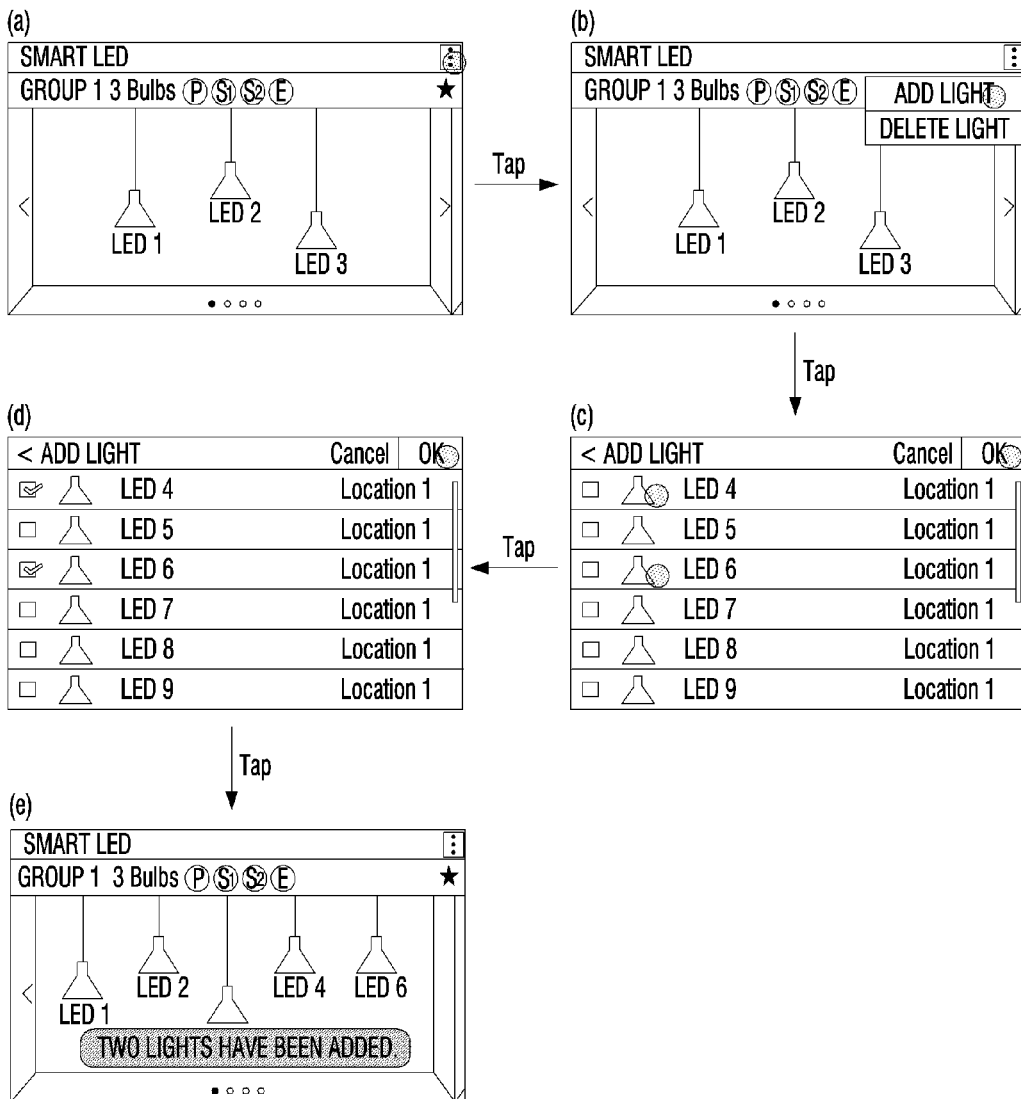 (a)
SMART LED
GROUP 1 3 Bulbs P S1 S2 E ★
LED 1
LED 2
LED 3
Tap
(b)
SMART LED
GROUP 1 3 Bulbs P S1 S2 E
ADD LIGHT
DELETE LIGHT
LED 1
LED 2
LED 3
Tap
(c)
< ADD LIGHT Cancel OK
LED 4 Location 1
LED 5 Location 1
LED 6 Location 1
LED 7 Location 1
LED 8 Location 1
LED 9 Location 1
Tap
(d)
< ADD LIGHT Cancel OK
LED 4 Location 1
LED 5 Location 1
LED 6 Location 1
LED 7 Location 1
LED 8 Location 1
LED 9 Location 1
Tap
(e)
SMART LED
GROUP 1 3 Bulbs P S1 S2 E ★
LED 1
LED 2
LED 4
LED 6
TWO LIGHTS HAVE BEEN ADDED.